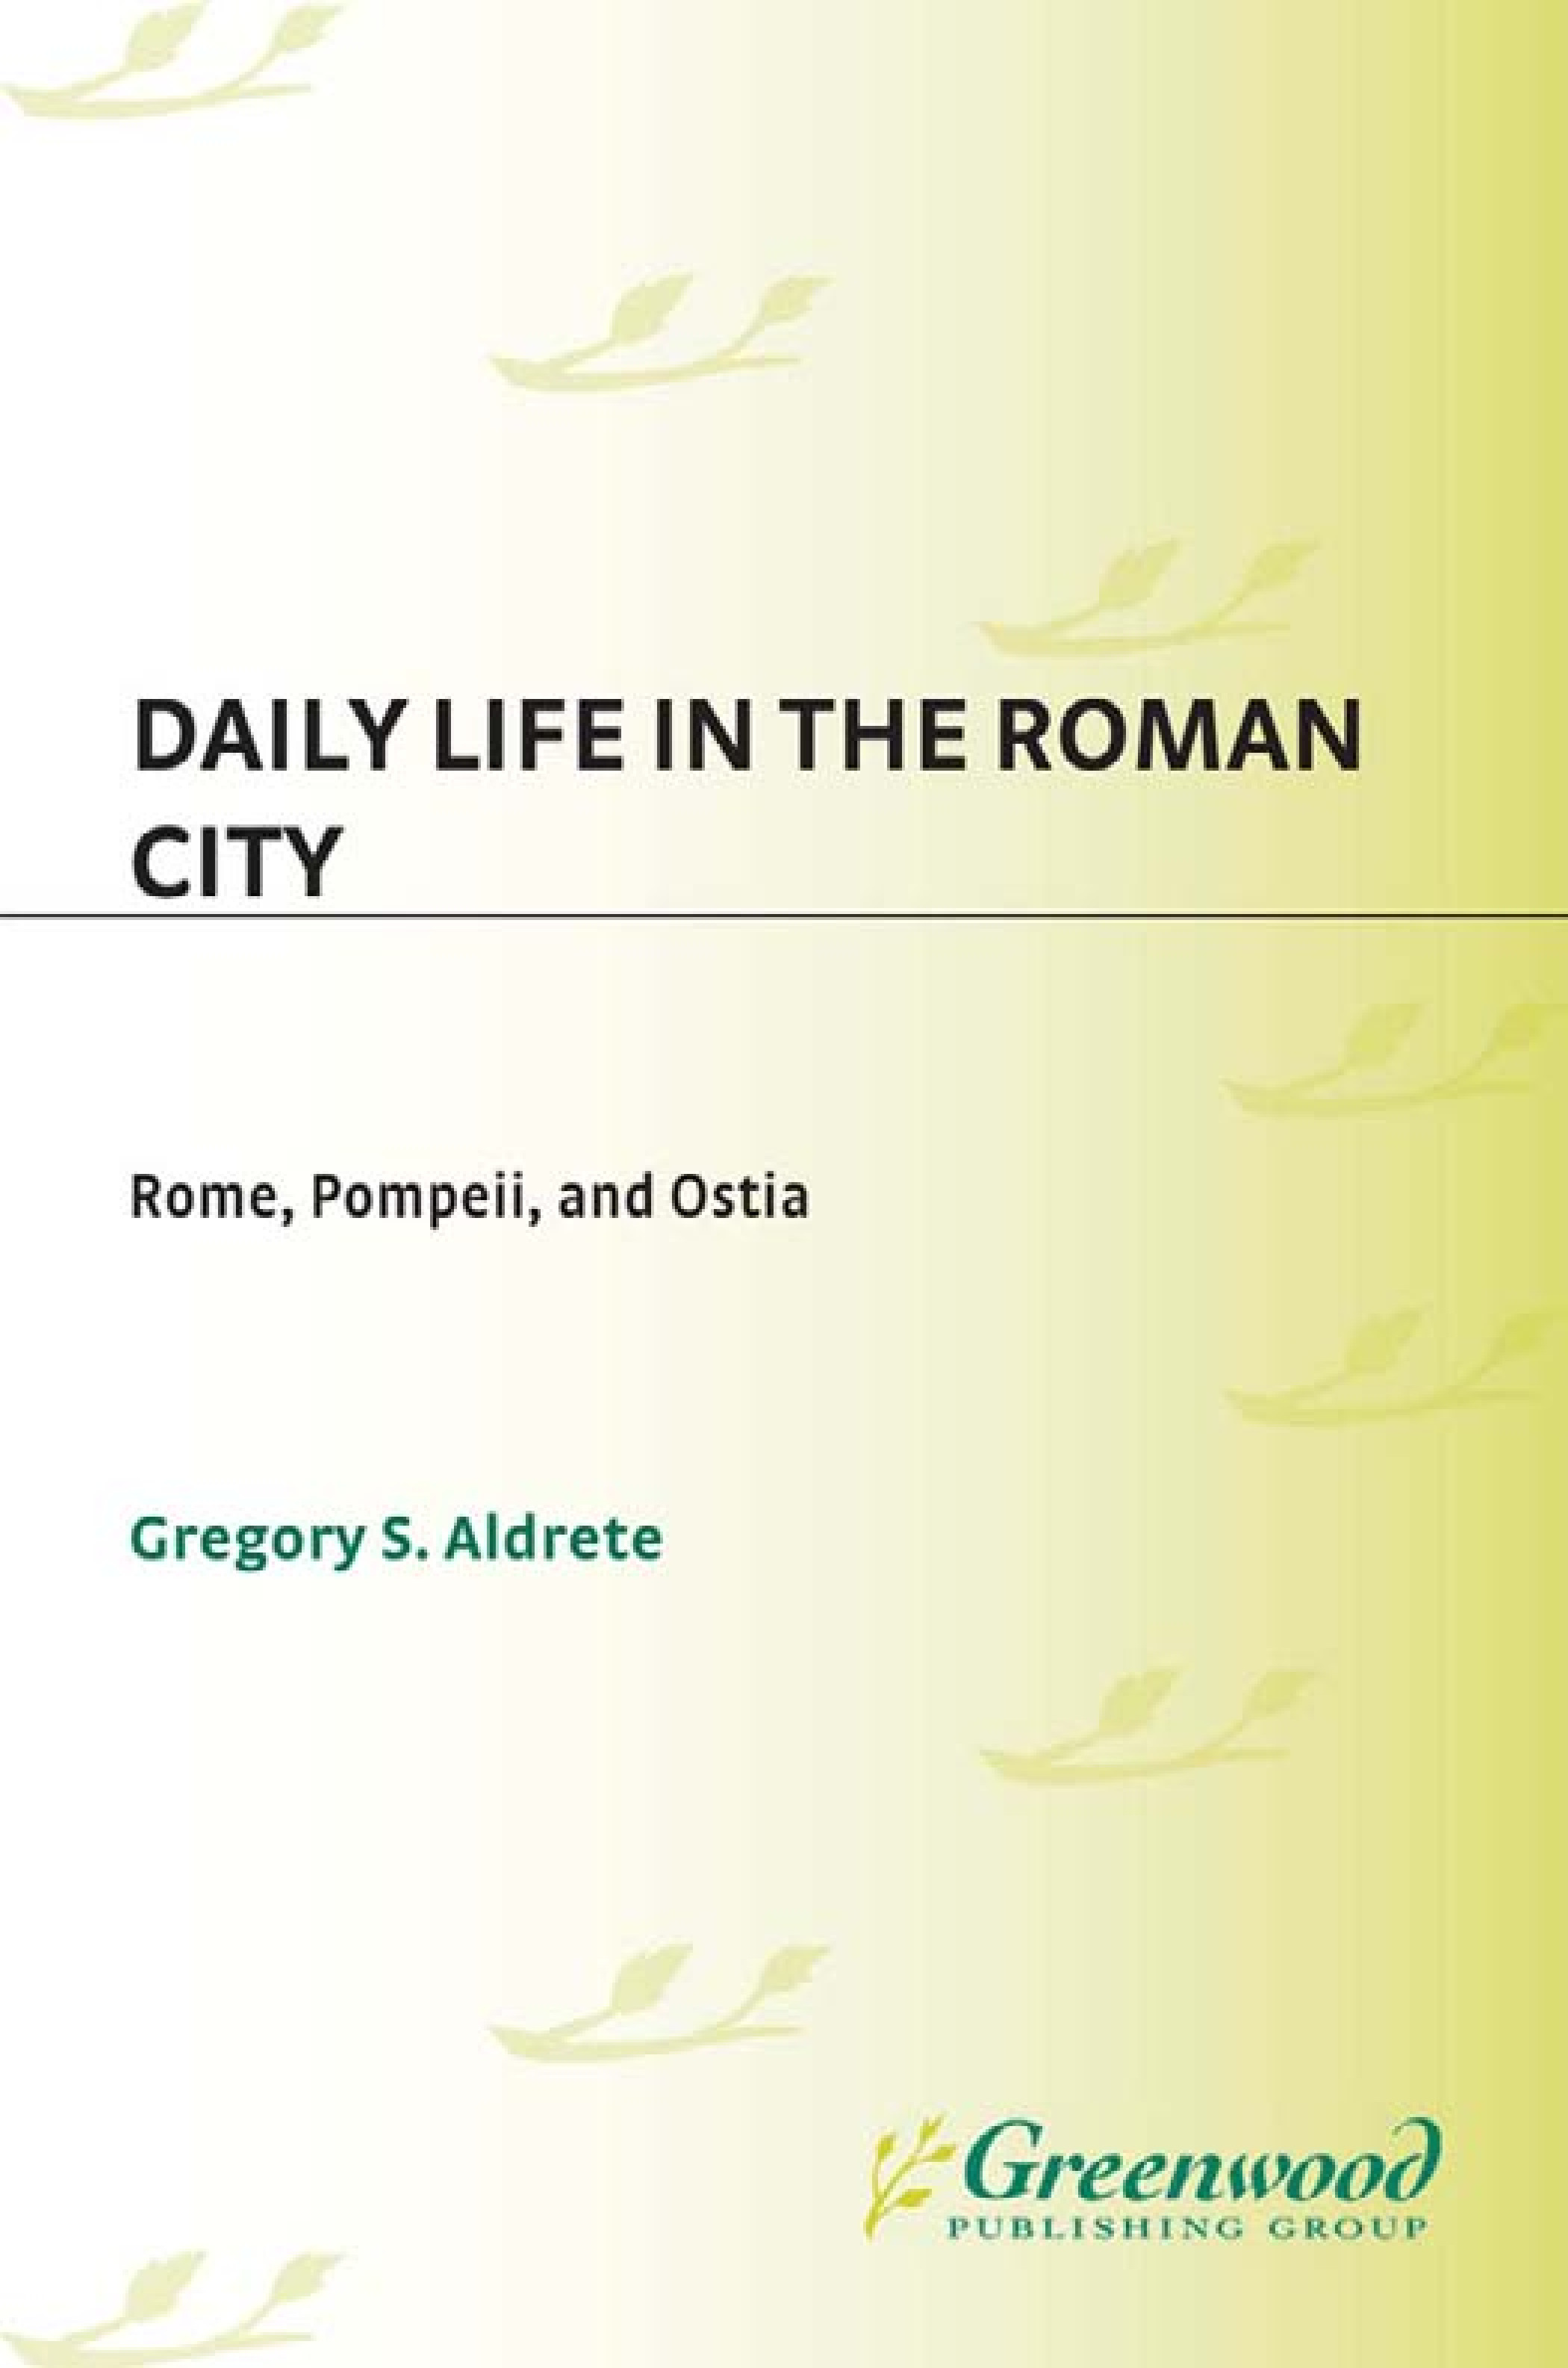 DAILY LIFE IN THE ROMAN
CITY
Rome, Pompeii, and Ostia
Gregory S. Aldrete
Greenwood
PUBLISHING GROUP